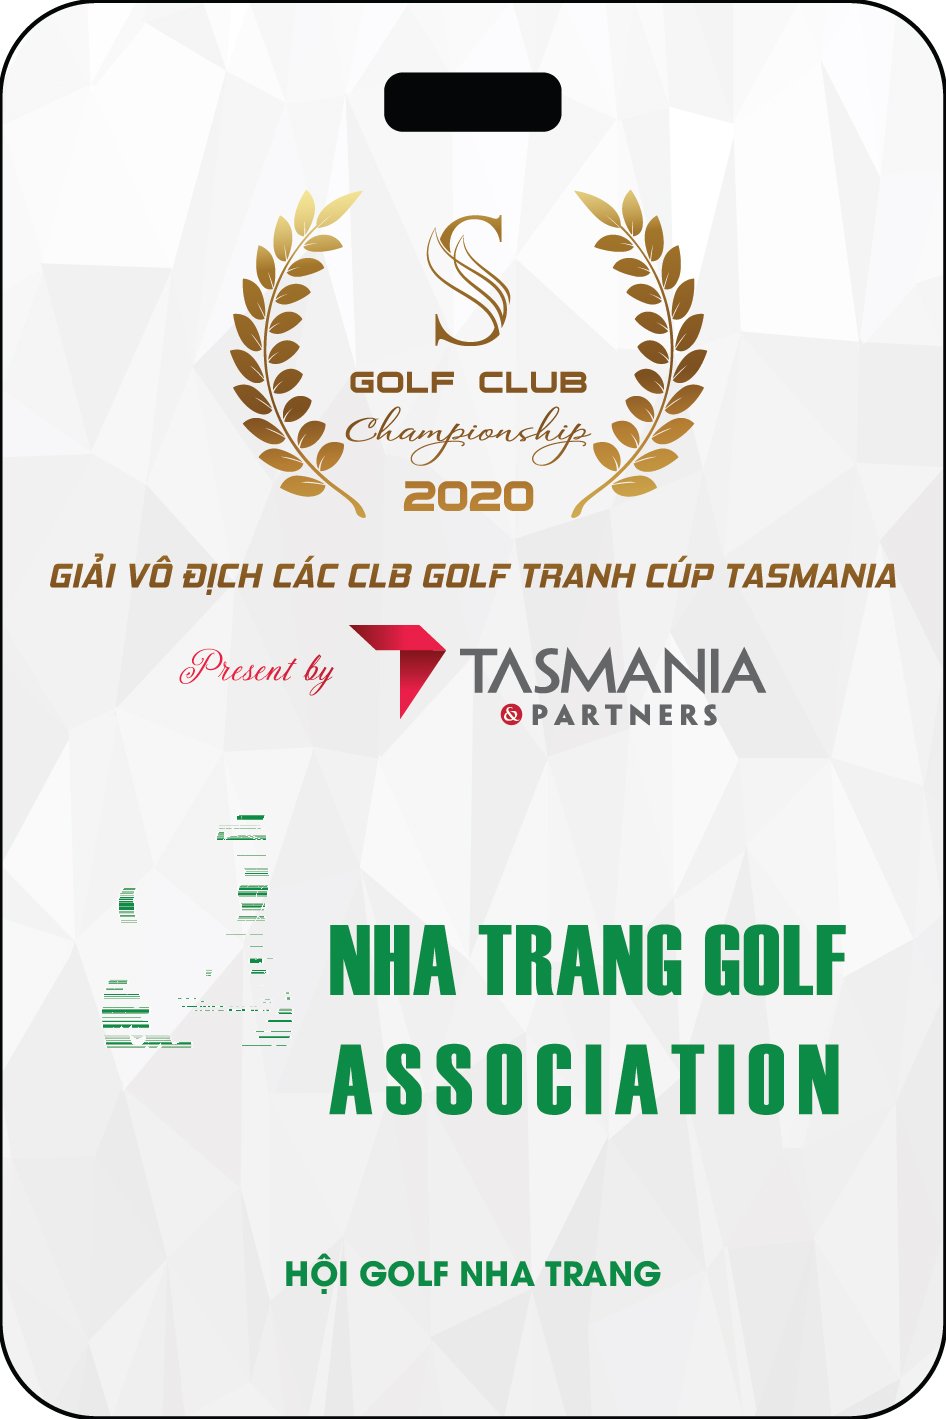 S
GOLF CLUB
Championship
2020
GIẢI VÔ ĐỊCH CÁC CLB GOLF TRANH CÚP TASMANIA
Present by TASMANIA
& PARTNERS
NHA TRANG GOLF
ASSOCIATION
HỘI GOLF NHA TRANG